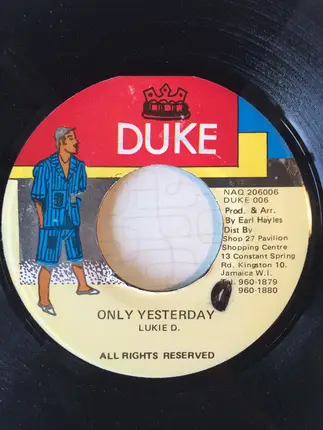 DUKE
NAQ 206006
DUKE 006
Prod. & Arr.
By Earl Hayles
Dist By
Shop 27 Pavilion
Shopping Centre
13 Constant Spring
Rd. Kingston 10.
Jamaica W.I.
Tel. 960-1879
960-1880
ONLY YESTERDAY
LUKIE D.
ALL RIGHTS RESERVED